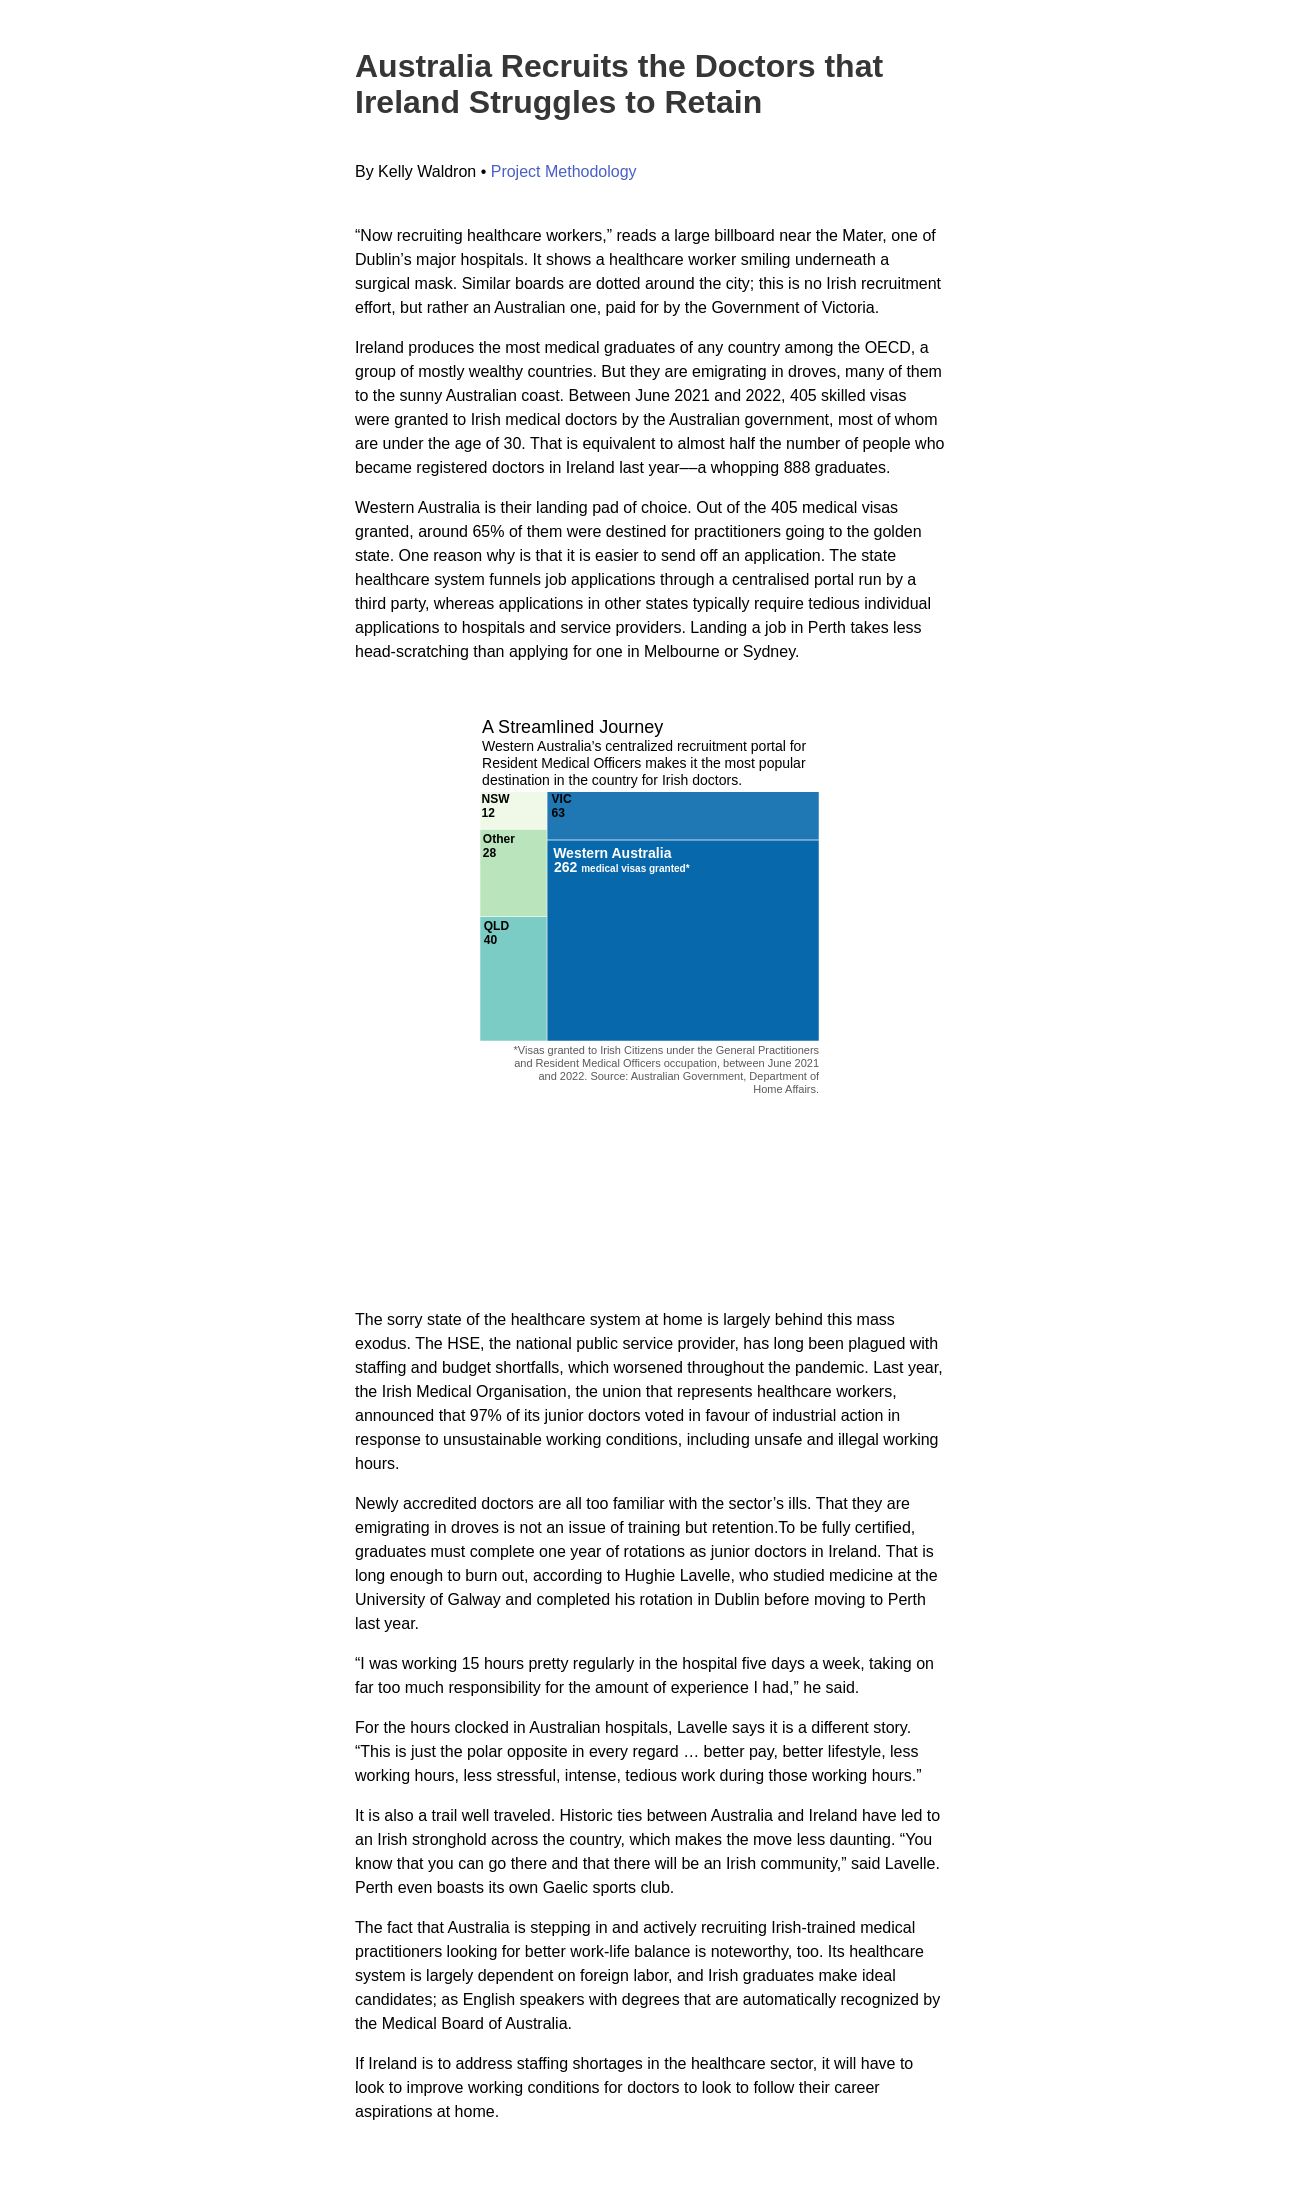 Australia Recruits the Doctors that
Ireland Struggles to Retain
By Kelly Waldron • Project Methodology
“Now recruiting healthcare workers,” reads a large billboard near the Mater, one of
Dublin’s major hospitals. It shows a healthcare worker smiling underneath a
surgical mask. Similar boards are dotted around the city; this is no Irish recruitment
effort, but rather an Australian one, paid for by the Government of Victoria.
Ireland produces the most medical graduates of any country among the OECD, a
group of mostly wealthy countries. But they are emigrating in droves, many of them
to the sunny Australian coast. Between June 2021 and 2022, 405 skilled visas
were granted to Irish medical doctors by the Australian government, most of whom
are under the age of 30. That is equivalent to almost half the number of people who
became registered doctors in Ireland last year––a whopping 888 graduates.
Western Australia is their landing pad of choice. Out of the 405 medical visas
granted, around 65% of them were destined for practitioners going to the golden
state. One reason why is that it is easier to send off an application. The state
healthcare system funnels job applications through a centralised portal run by a
third party, whereas applications in other states typically require tedious individual
applications to hospitals and service providers. Landing a job in Perth takes less
head-scratching than applying for one in Melbourne or Sydney.
A Streamlined Journey
Western Australia’s centralized recruitment portal for
Resident Medical Officers makes it the most popular
destination in the country for Irish doctors.
NSW
12
VIC
63
Other
28
Western Australia
262 medical visas granted*
QLD
40
*Visas granted to Irish Citizens under the General Practitioners
and Resident Medical Officers occupation, between June 2021
and 2022. Source: Australian Government, Department of
Home Affairs.
The sorry state of the healthcare system at home is largely behind this mass
exodus. The HSE, the national public service provider, has long been plagued with
staffing and budget shortfalls, which worsened throughout the pandemic. Last year,
the Irish Medical Organisation, the union that represents healthcare workers,
announced that 97% of its junior doctors voted in favour of industrial action in
response to unsustainable working conditions, including unsafe and illegal working
hours.
Newly accredited doctors are all too familiar with the sector’s ills. That they are
emigrating in droves is not an issue of training but retention.To be fully certified,
graduates must complete one year of rotations as junior doctors in Ireland. That is
long enough to burn out, according to Hughie Lavelle, who studied medicine at the
University of Galway and completed his rotation in Dublin before moving to Perth
last year.
“I was working 15 hours pretty regularly in the hospital five days a week, taking on
far too much responsibility for the amount of experience I had,” he said.
For the hours clocked in Australian hospitals, Lavelle says it is a different story.
“This is just the polar opposite in every regard … better pay, better lifestyle, less
working hours, less stressful, intense, tedious work during those working hours.”
It is also a trail well traveled. Historic ties between Australia and Ireland have led to
an Irish stronghold across the country, which makes the move less daunting. “You
know that you can go there and that there will be an Irish community,” said Lavelle.
Perth even boasts its own Gaelic sports club.
The fact that Australia is stepping in and actively recruiting Irish-trained medical
practitioners looking for better work-life balance is noteworthy, too. Its healthcare
system is largely dependent on foreign labor, and Irish graduates make ideal
candidates; as English speakers with degrees that are automatically recognized by
the Medical Board of Australia.
If Ireland is to address staffing shortages in the healthcare sector, it will have to
look to improve working conditions for doctors to look to follow their career
aspirations at home.